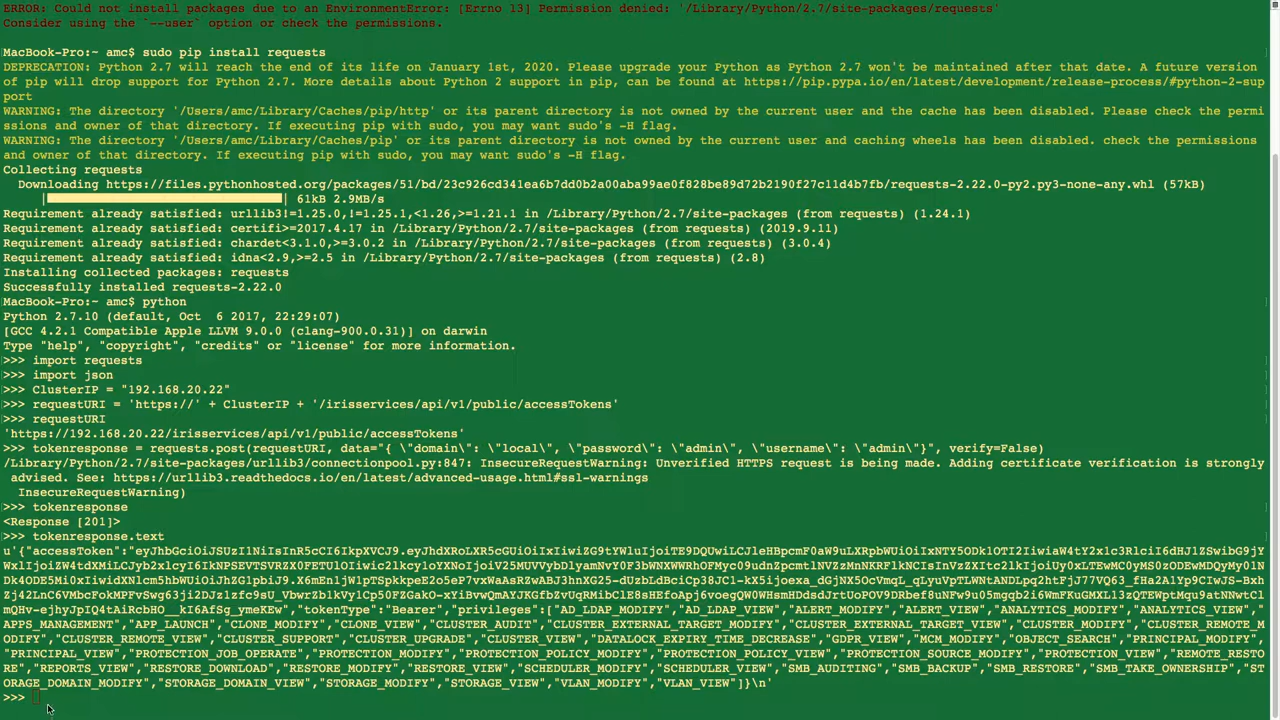 ERROR: Could not install packages due to an EnvironmentError: [Errno 13] Permission denied: '/Library/Python/2.7/site-packages/requests'
Consider using the `--user` option or check the permissions.
MacBook-Pro:~ amc$ sudo pip install requests
DEPRECATION: Python 2.7 will reach the end of its life on January 1st, 2020. Please upgrade your Python as Python 2.7 won't be maintained after that date. A future version
of pip will drop support for Python 2.7. More details about Python 2 support in pip, can be found at https://pip.pypa.io/en/latest/development/release-process/#python-2-sup
port
WARNING: The directory '/Users/amc/Library/Caches/pip/http' or its parent directory is not owned by the current user and the cache has been disabled. Please check the permi
ssions and owner of that directory. If executing pip with sudo, you may want sudo's -H flag.
WARNING: The directory '/Users/amc/Library/Caches/pip' or its parent directory is not owned by the current user and caching wheels has been disabled. check the permissions
and owner of that directory. If executing pip with sudo, you may want sudo's -H flag.
Collecting requests
Downloading https://files.pythonhosted.org/packages/51/bd/23c926cd341ea6b7dd0b2a00aba99ae0f828be89d72b2190f27c11d4b7fb/requests-2.22.0-py2.py3-none-any.whl (57kB)
61kB 2.9MB/s
Requirement already satisfied: urllib3!=1.25.0,!=1.25.1,<1.26,>=1.21.1 in /Library/Python/2.7/site-packages (from requests) (1.24.1)
Requirement already satisfied: certifi>=2017.4.17 in /Library/Python/2.7/site-packages (from requests) (2019.9.11)
Requirement already satisfied: chardet<3.1.0,>=3.0.2 in /Library/Python/2.7/site-packages (from requests) (3.0.4)
Requirement already satisfied: idna<2.9,>=2.5 in /Library/Python/2.7/site-packages (from requests) (2.8)
Installing collected packages: requests
Successfully installed requests-2.22.0
MacBook-Pro:~ amc$ python
Python 2.7.10 (default, Oct  6 2017, 22:29:07)
[GCC 4.2.1 Compatible Apple LLVM 9.0.0 (clang-900.0.31)] on darwin
Type "help", "copyright", "credits" or "license" for more information.
>>> import requests
>>> import json
>>> ClusterIP = "192.168.20.22"
>>> requestURI = 'https://' + ClusterIP + '/irisservices/api/v1/public/accessTokens'
>>> requestURI
'https://192.168.20.22/irisservices/api/v1/public/accessTokens'
>>> tokenresponse = requests.post(requestURI, data="{ \"domain\": \"local\", \"password\": \"admin\", \"username\": \"admin\"}", verify=False)
/Library/Python/2.7/site-packages/urllib3/connectionpool.py:847: InsecureRequestWarning: Unverified HTTPS request is being made. Adding certificate verification is strongly
advised. See: https://urllib3.readthedocs.io/en/latest/advanced-usage.html#ssl-warnings
InsecureRequestWarning)
>>> tokenresponse
<Response [201]>
>>> tokenresponse.text
u'{"accessToken":
"tokenType":"Bearer","privileges":["AD_LDAP_MODIFY","AD_LDAP_VIEW","ALERT_MODIFY","ALERT_VIEW","ANALYTICS_MODIFY","ANALYTICS_VIEW","
APPS_MANAGEMENT","APP_LAUNCH","CLONE_MODIFY","CLONE_VIEW","CLUSTER_AUDIT","CLUSTER_EXTERNAL_TARGET_MODIFY","CLUSTER_EXTERNAL_TARGET_VIEW","CLUSTER_MODIFY","CLUSTER_REMOTE_M
ODIFY","CLUSTER_REMOTE_VIEW","CLUSTER_SUPPORT","CLUSTER_UPGRADE","CLUSTER_VIEW","DATALOCK_EXPIRY_TIME_DECREASE","GDPR_VIEW","MCM_MODIFY","OBJECT_SEARCH","PRINCIPAL_MODIFY",
"PRINCIPAL_VIEW","PROTECTION_JOB_OPERATE","PROTECTION_MODIFY","PROTECTION_POLICY_MODIFY","PROTECTION_POLICY_VIEW","PROTECTION_SOURCE_MODIFY","PROTECTION_VIEW","REMOTE_RESTO
RE","REPORTS_VIEW","RESTORE_DOWNLOAD","RESTORE_MODIFY","RESTORE_VIEW","SCHEDULER_MODIFY","SCHEDULER_VIEW","SMB_AUDITING","SMB_BACKUP","SMB_RESTORE","SMB_TAKE_OWNERSHIP","ST
ORAGE_DOMAIN_MODIFY","STORAGE_DOMAIN_VIEW","STORAGE_MODIFY","STORAGE_VIEW","VLAN_MODIFY","VLAN_VIEW"]}\n'
>>>